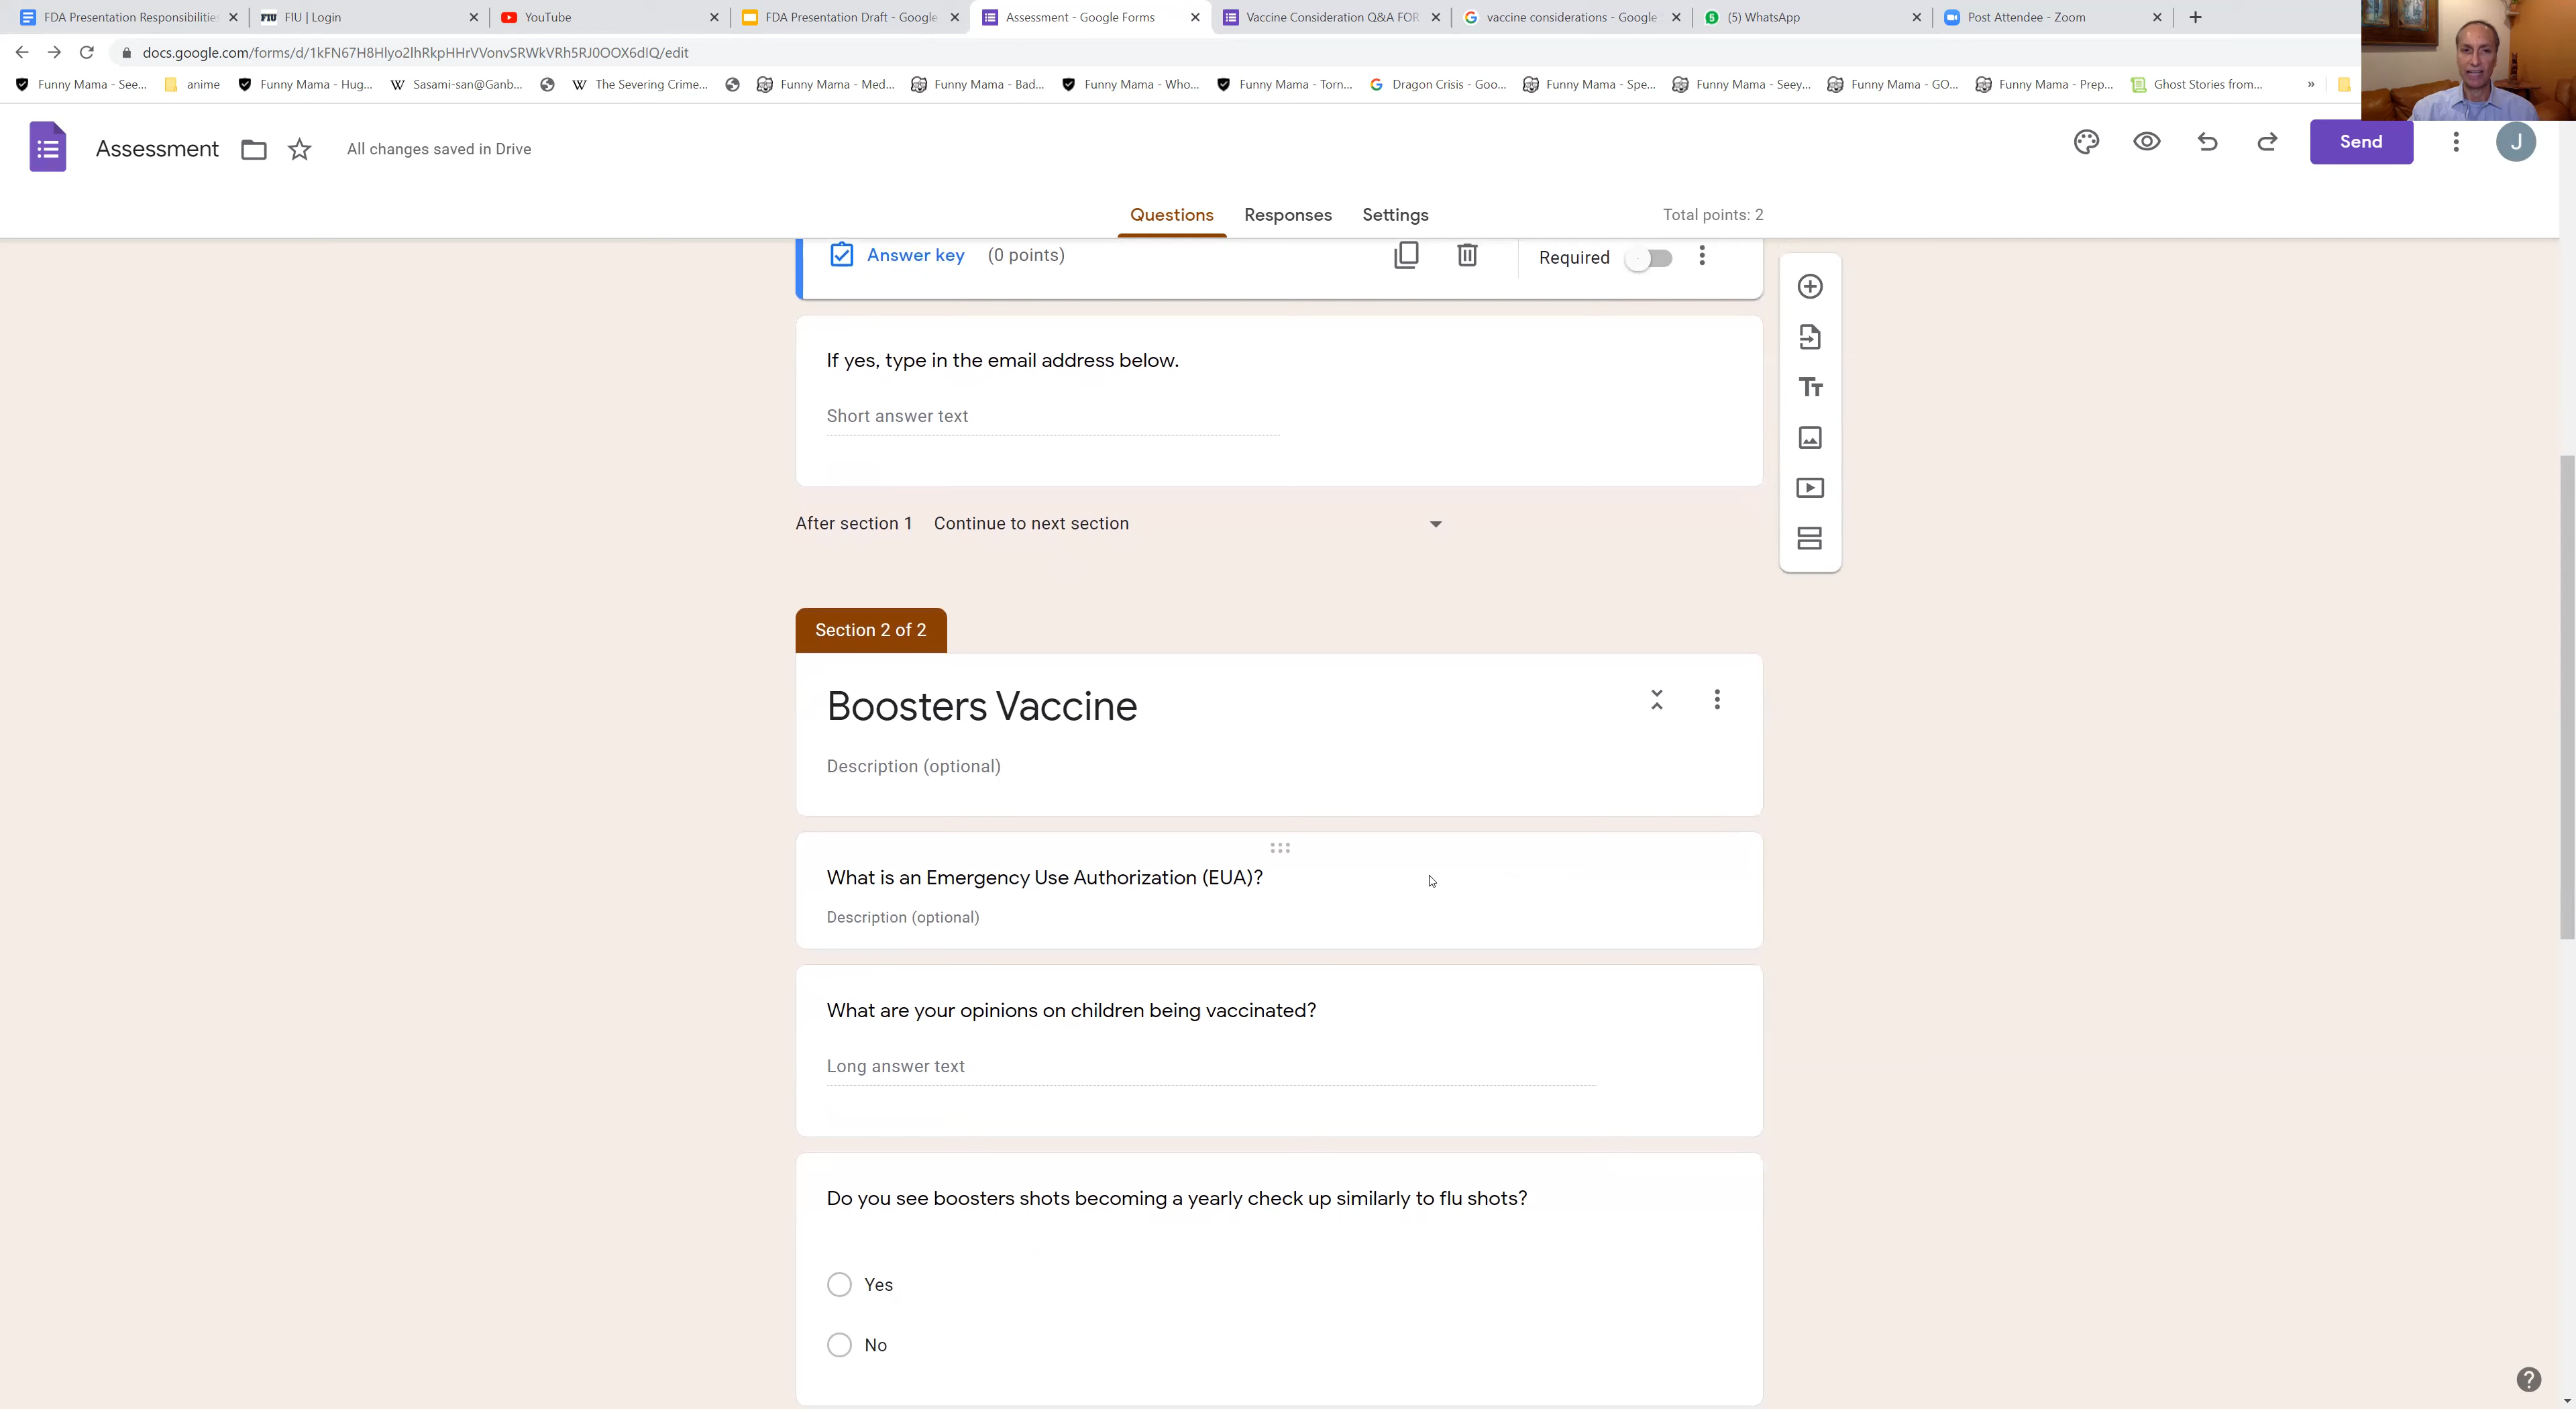 FDA Presentation Responsibilities
FIU FIU | Login
YouTube
FDA Presentation Draft - Google
Assessment - Google Forms
Vaccine Consideration Q&A FOR
vaccine considerations - Google
5 (5) WhatsApp
Post Attendee - Zoom
Funny Mama - See...
anime
Funny Mama - Hug...
W Sasami-san@Ganb...
W The Severing Crime...
Funny Mama - Med...
Funny Mama - Bad...
Funny Mama - Who...
Funny Mama - Torn...
Dragon Crisis - Goo...
Funny Mama - Spe...
Funny Mama - Seey...
Funny Mama - GO...
Funny Mama - Prep...
Ghost Stories from...
»
Assessment
All changes saved in Drive
Send
J
Questions
Responses
Settings
Total points: 2
Answer key (0 points)
Required
If yes, type in the email address below.
Short answer text
After section 1 Continue to next section
Section 2 of 2
Boosters Vaccine
Description (optional)
What is an Emergency Use Authorization (EUA)?
Description (optional)
What are your opinions on children being vaccinated?
Long answer text
Do you see boosters shots becoming a yearly check up similarly to flu shots?
Yes
No